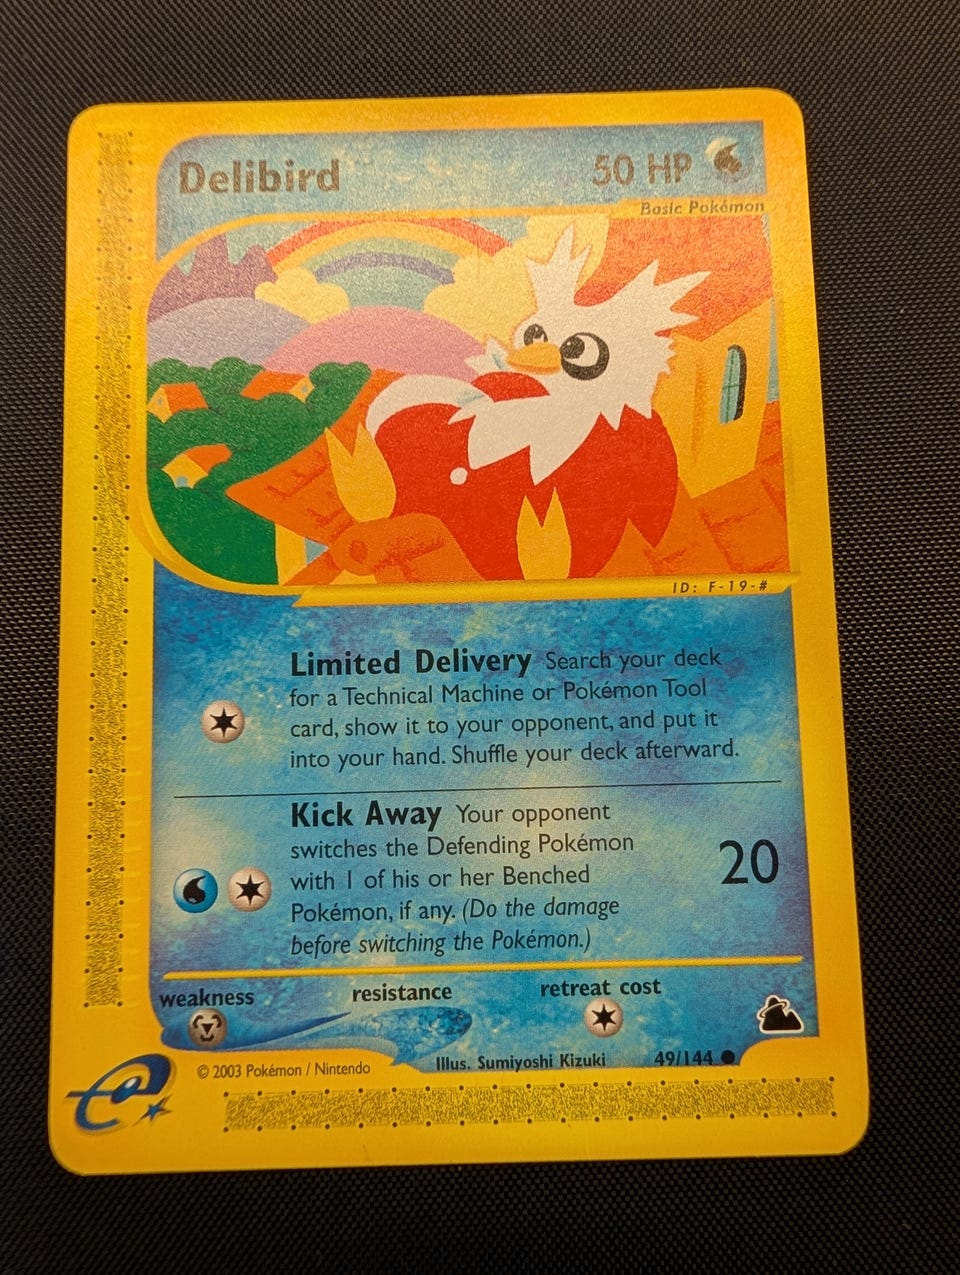 Delibird 50 HP
Basic Pokémon
ID: F-19-#
Limited Delivery Search your deck
for a Technical Machine or Pokémon Tool
card, show it to your opponent, and put it
into your hand. Shuffle your deck afterward.
Kick Away Your opponent
switches the Defending Pokémon
with 1 of his or her Benched
Pokémon, if any. (Do the damage
before switching the Pokémon.)
20
weakness resistance retreat cost
© 2003 Pokémon / Nintendo Illus. Sumiyoshi Kizuki 49/144
e